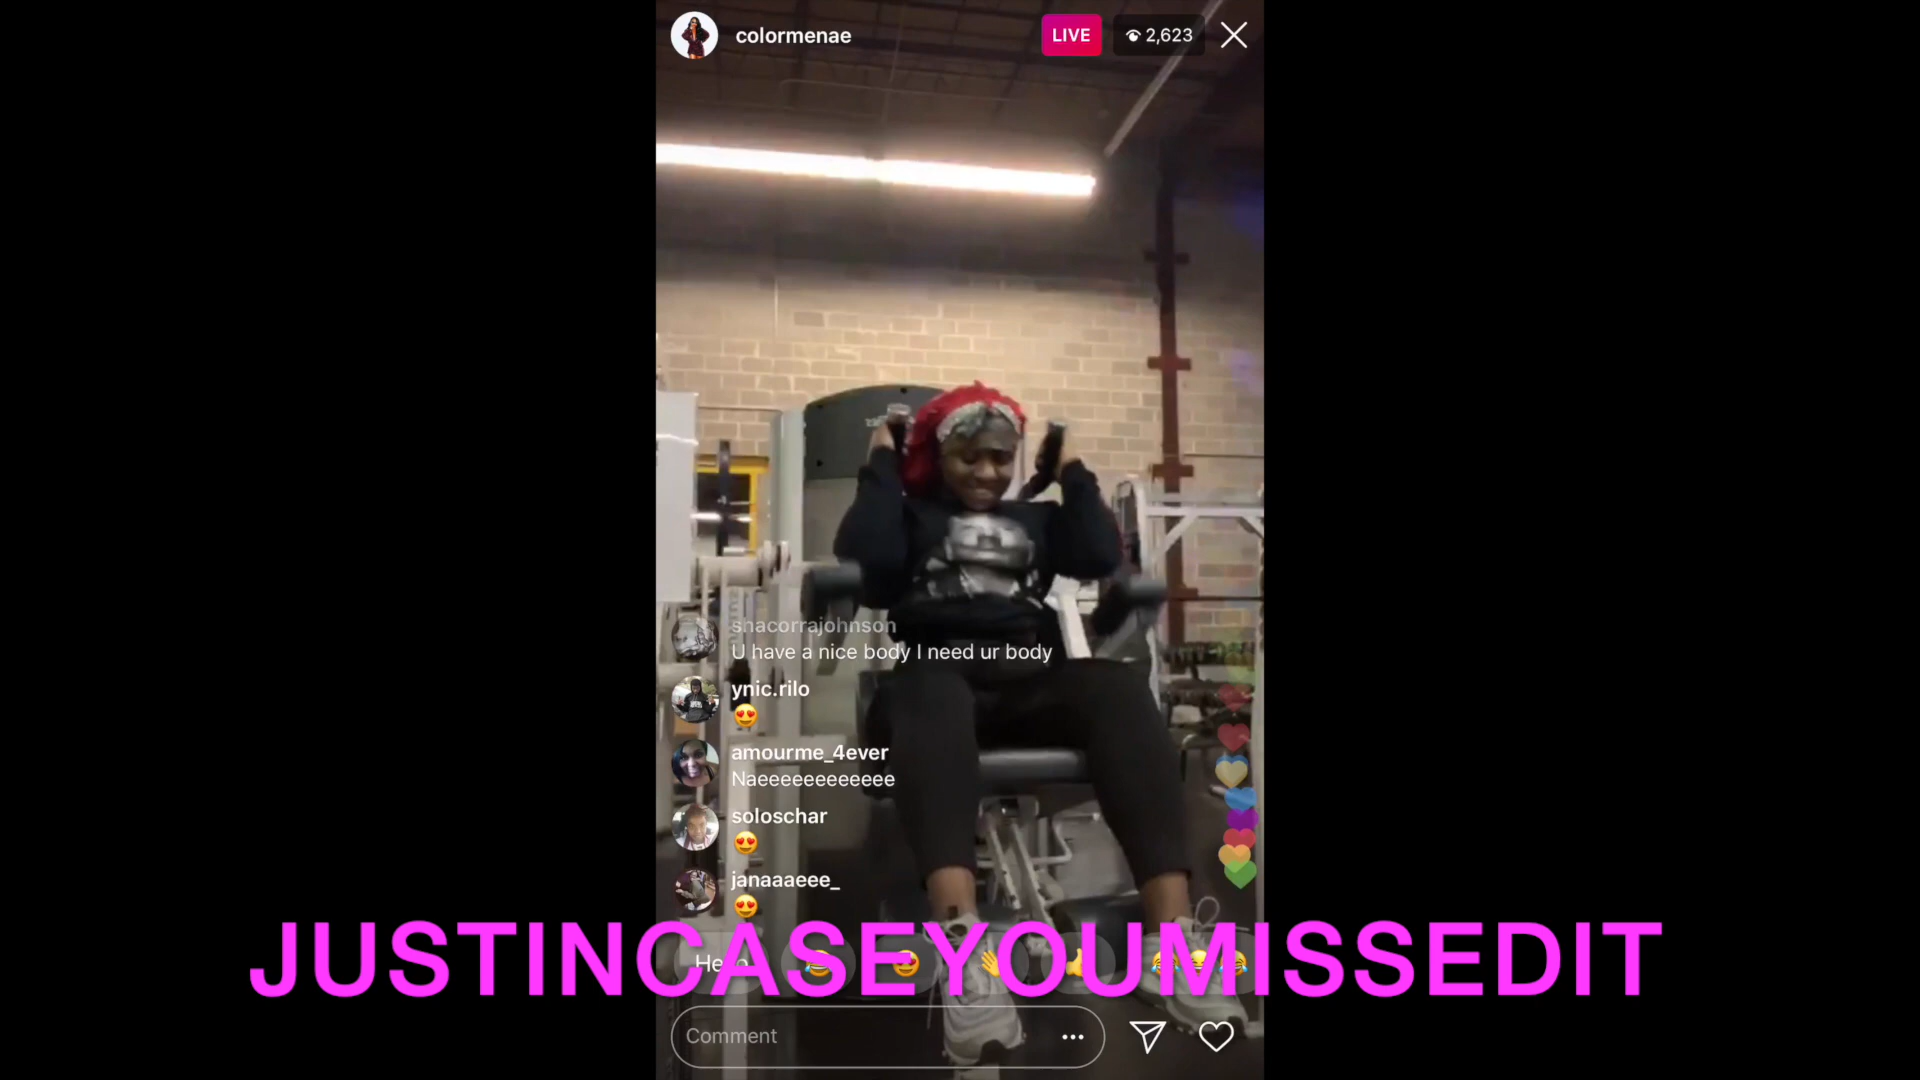 colormenae
LIVE
2,623
shacorrajohnson
U have a nice body I need ur body
ynic.rilo
😍
amourme_4ever
Naeeeeeeeeeeee
soloschar
😍
janaaaeee_
😍
JUSTINCASEYOUMISSEDIT
Comment